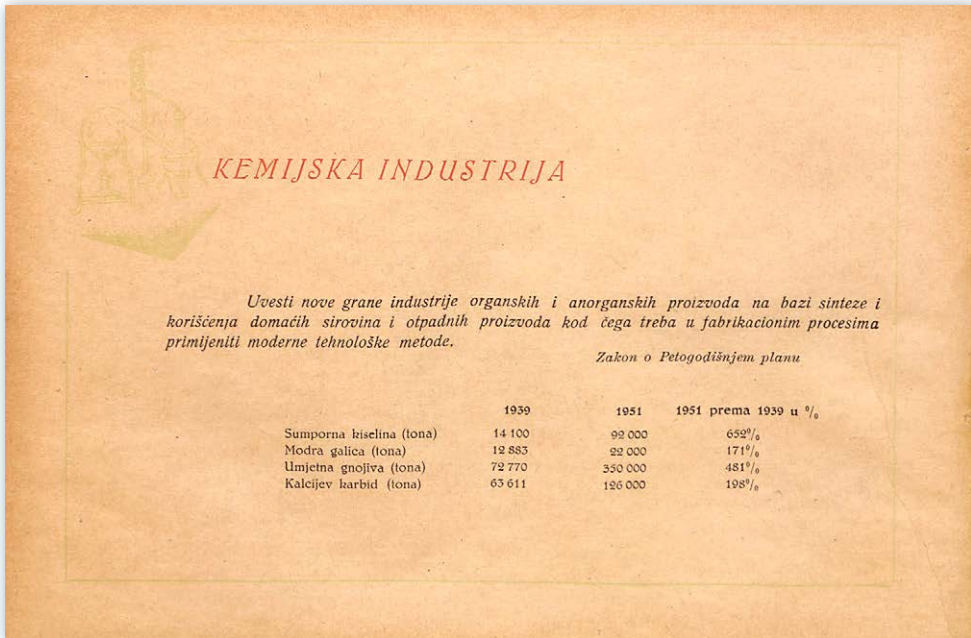 KEMIJSKA INDUSTRIJA
Uvesti nove grane industrije organskih i anorganskih proizvoda na bazi sinteze i
korišćenja domaćih sirovina i otpadnih proizvoda kod čega treba u fabrikacionim procesima
primijeniti moderne tehnološke metode.
Zakon o Petogodišnjem planu
1939 1951 1951 prema 1939 u %
Sumporna kiselina (tona) 14 100 92 000 652%
Modra galica (tona) 12 883 22 000 171%
Umjetna gnojiva (tona) 72 770 350 000 481%
Kalcijev karbid (tona) 63 611 126 000 198%